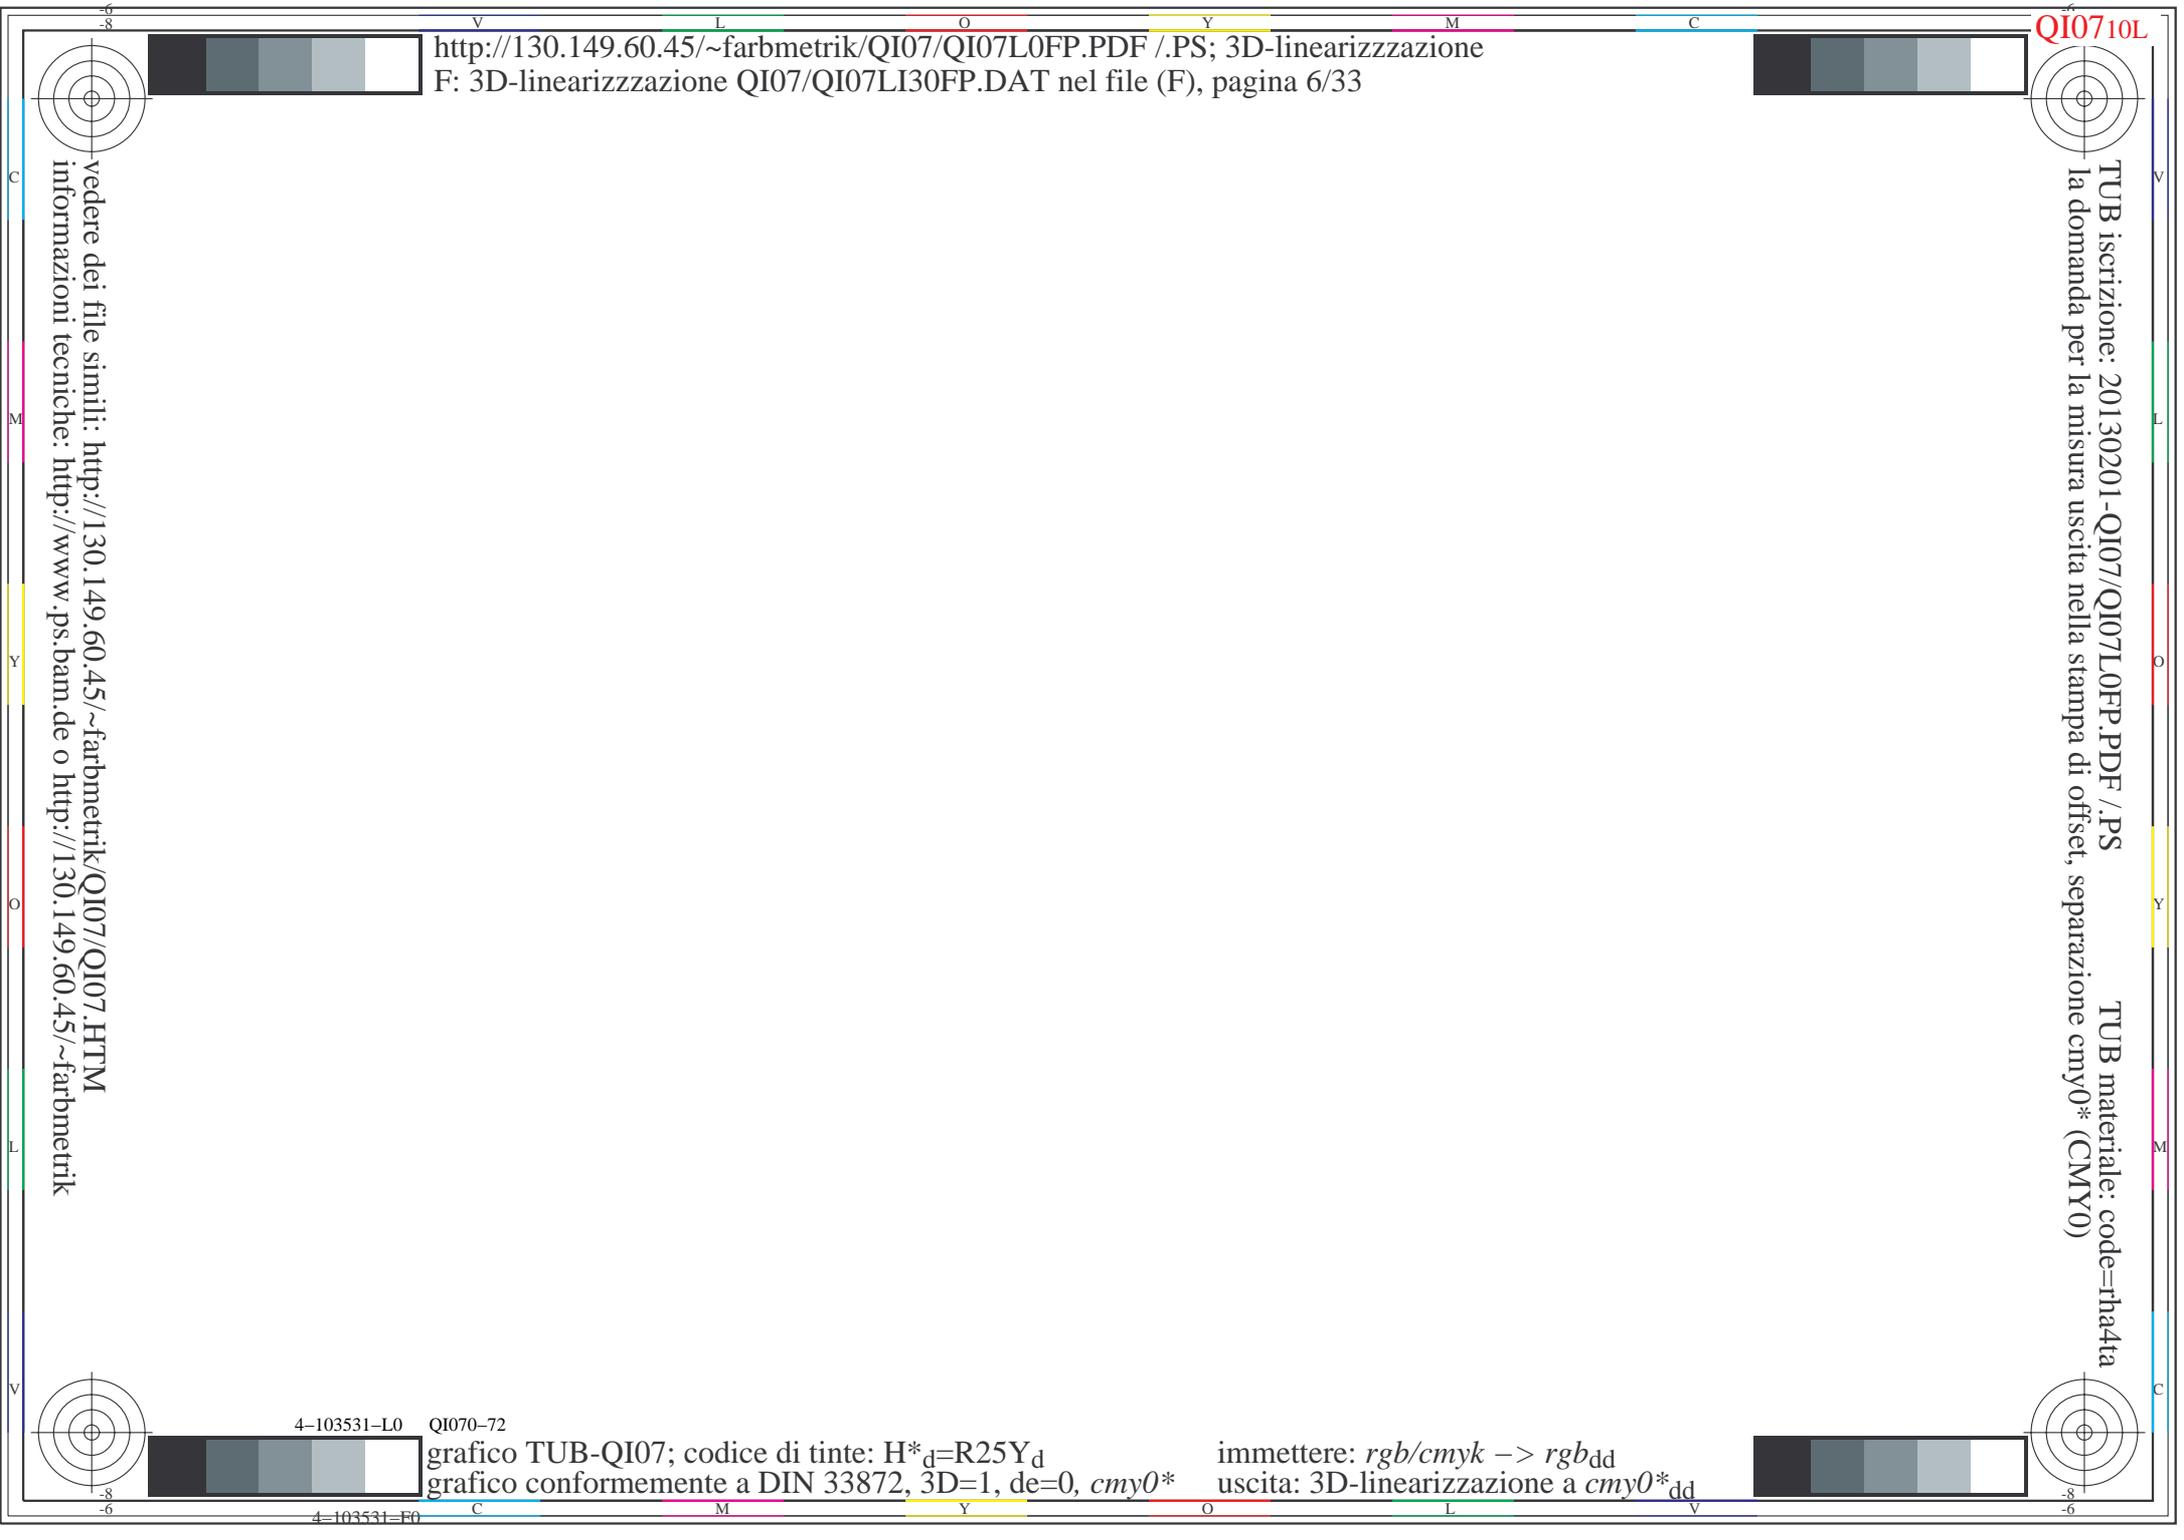 -6
-8
V L O Y M C
-6
QI0710L
http://130.149.60.45/~farbmetrik/QI07/QI07L0FP.PDF /.PS; 3D-linearizzzazione
F: 3D-linearizzzazione QI07/QI07LI30FP.DAT nel file (F), pagina 6/33
vedere dei file simili: http://130.149.60.45/~farbmetrik/QI07/QI07.HTM
informazioni tecniche: http://www.ps.bam.de o http://130.149.60.45/~farbmetrik
C
M
Y
O
L
V
TUB iscrizione: 20130201-QI07/QI07L0FP.PDF /.PS TUB materiale: code=rha4ta
la domanda per la misura uscita nella stampa di offset, separazione cmy0* (CMY0)
V
L
O
Y
M
C
4–103531–L0 QI070–72
grafico TUB-QI07; codice di tinte: H*d=R25Yd
grafico conformemente a DIN 33872, 3D=1, de=0, cmy0*
immettere: rgb/cmyk –> rgbdd
uscita: 3D-linearizzazione a cmy0*dd
-8
-6
4–103531–F0
C M Y O L V
-8
-6